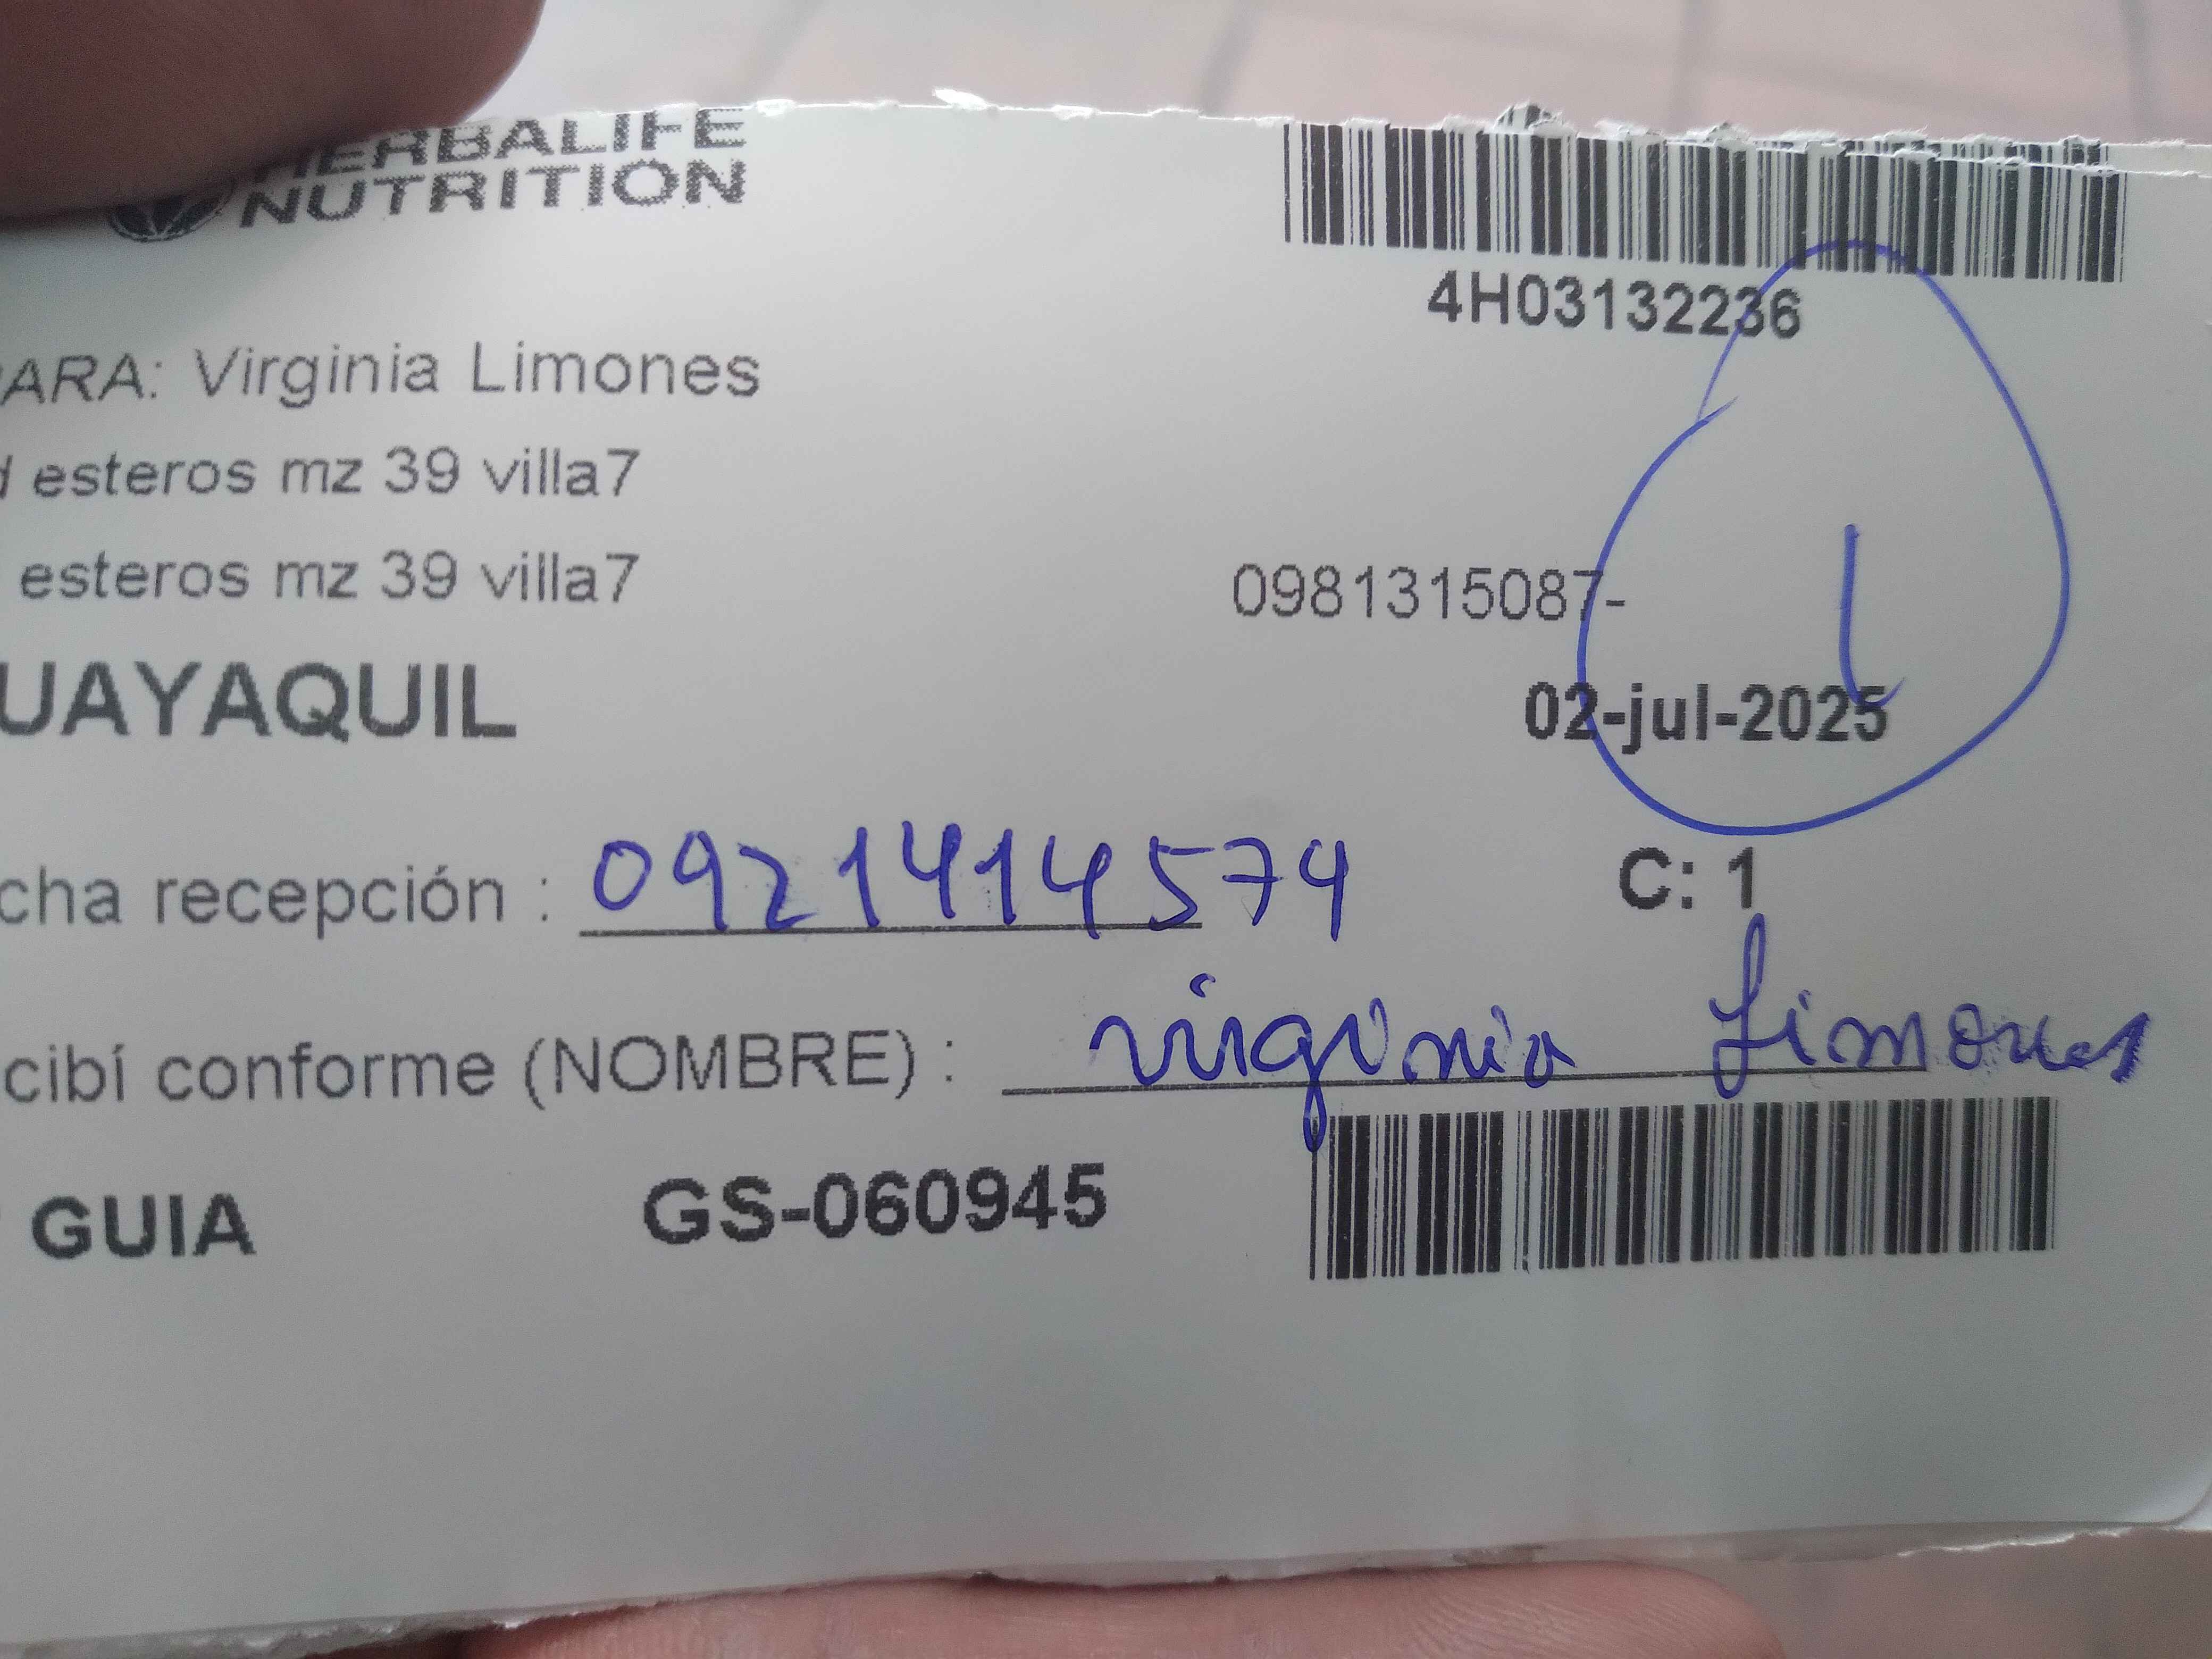 HERBALIFE
NUTRITION
4H03132236
PARA: Virginia Limones
esteros mz 39 villa7
esteros mz 39 villa7
0981315087-
UAYAQUIL
1
02-jul-2025
cha recepción : 0921414574
C: 1
cibí conforme (NOMBRE) : virginia Limones
GUIA GS-060945